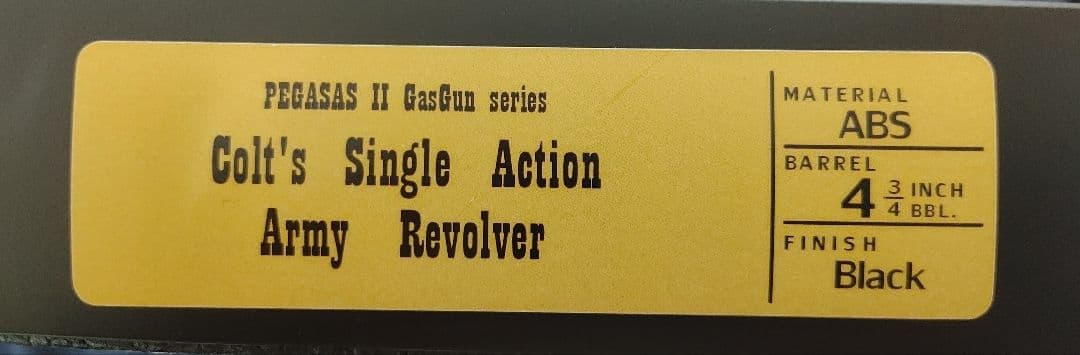 PEGASAS II GasGun series
Colt's Single Action
Army Revolver
MATERIAL
ABS
BARREL
4 3/4 INCH BBL.
FINISH
Black